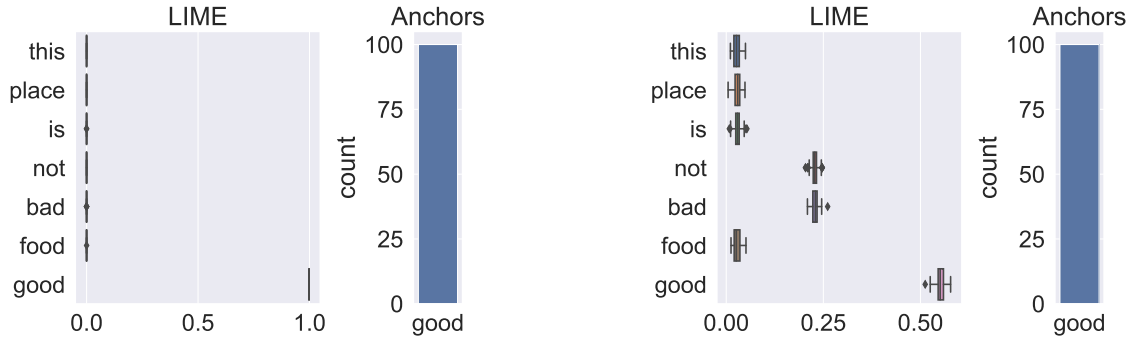 LIME
this
place
is
not
bad
food
good
0.0 0.5 1.0
Anchors
count
100
75
50
25
0
good
LIME
this
place
is
not
bad
food
good
0.00 0.25 0.50
Anchors
count
100
75
50
25
0
good